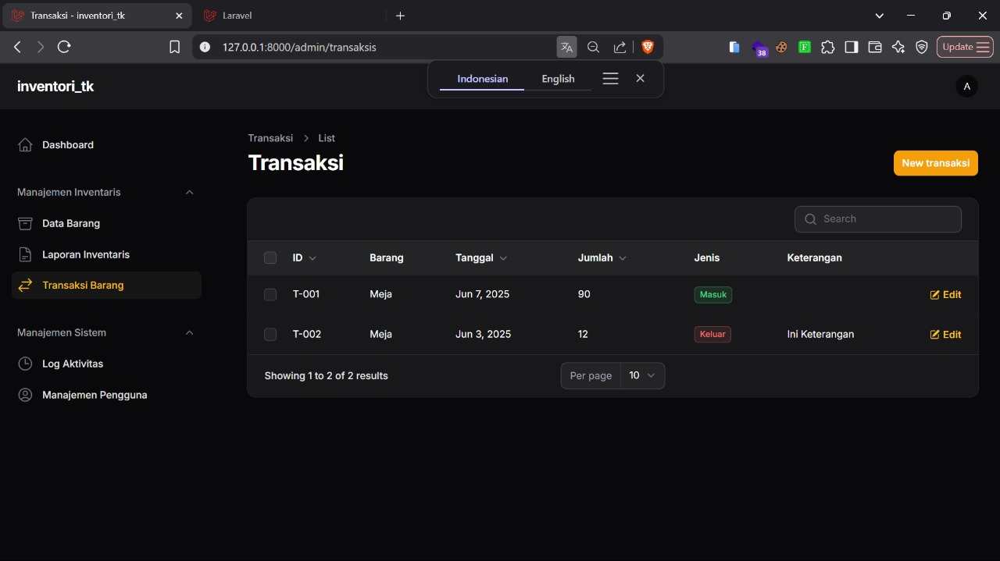 Transaksi - inventori_tk
Laravel
127.0.0.1:8000/admin/transaksis
38
Update
Indonesian English
inventori_tk
A
Dashboard
Manajemen Inventaris
Data Barang
Laporan Inventaris
Transaksi Barang
Manajemen Sistem
Log Aktivitas
Manajemen Pengguna
Transaksi > List
Transaksi
New transaksi
Search
ID Barang Tanggal Jumlah Jenis Keterangan
T-001 Meja Jun 7, 2025 90 Masuk Edit
T-002 Meja Jun 3, 2025 12 Keluar Ini Keterangan Edit
Showing 1 to 2 of 2 results
Per page 10